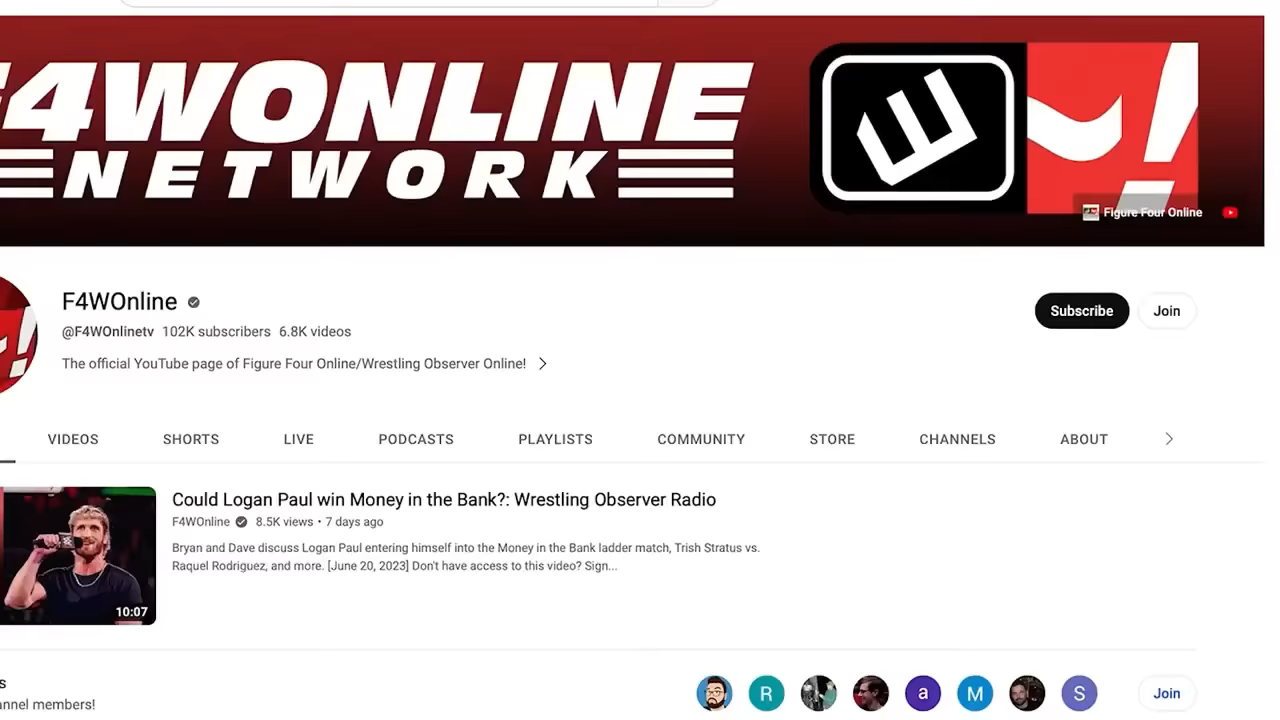 F4WONLINE
NETWORK
Figure Four Online
F4WOnline
@F4WOnlinetv 102K subscribers 6.8K videos
The official YouTube page of Figure Four Online/Wrestling Observer Online!
Subscribe
Join
VIDEOS SHORTS LIVE PODCASTS PLAYLISTS COMMUNITY STORE CHANNELS ABOUT
10:07
Could Logan Paul win Money in the Bank?: Wrestling Observer Radio
F4WOnline 8.5K views • 7 days ago
Bryan and Dave discuss Logan Paul entering himself into the Money in the Bank ladder match, Trish Stratus vs.
Raquel Rodriguez, and more. [June 20, 2023] Don't have access to this video? Sign...
R a M S
Join
annel members!